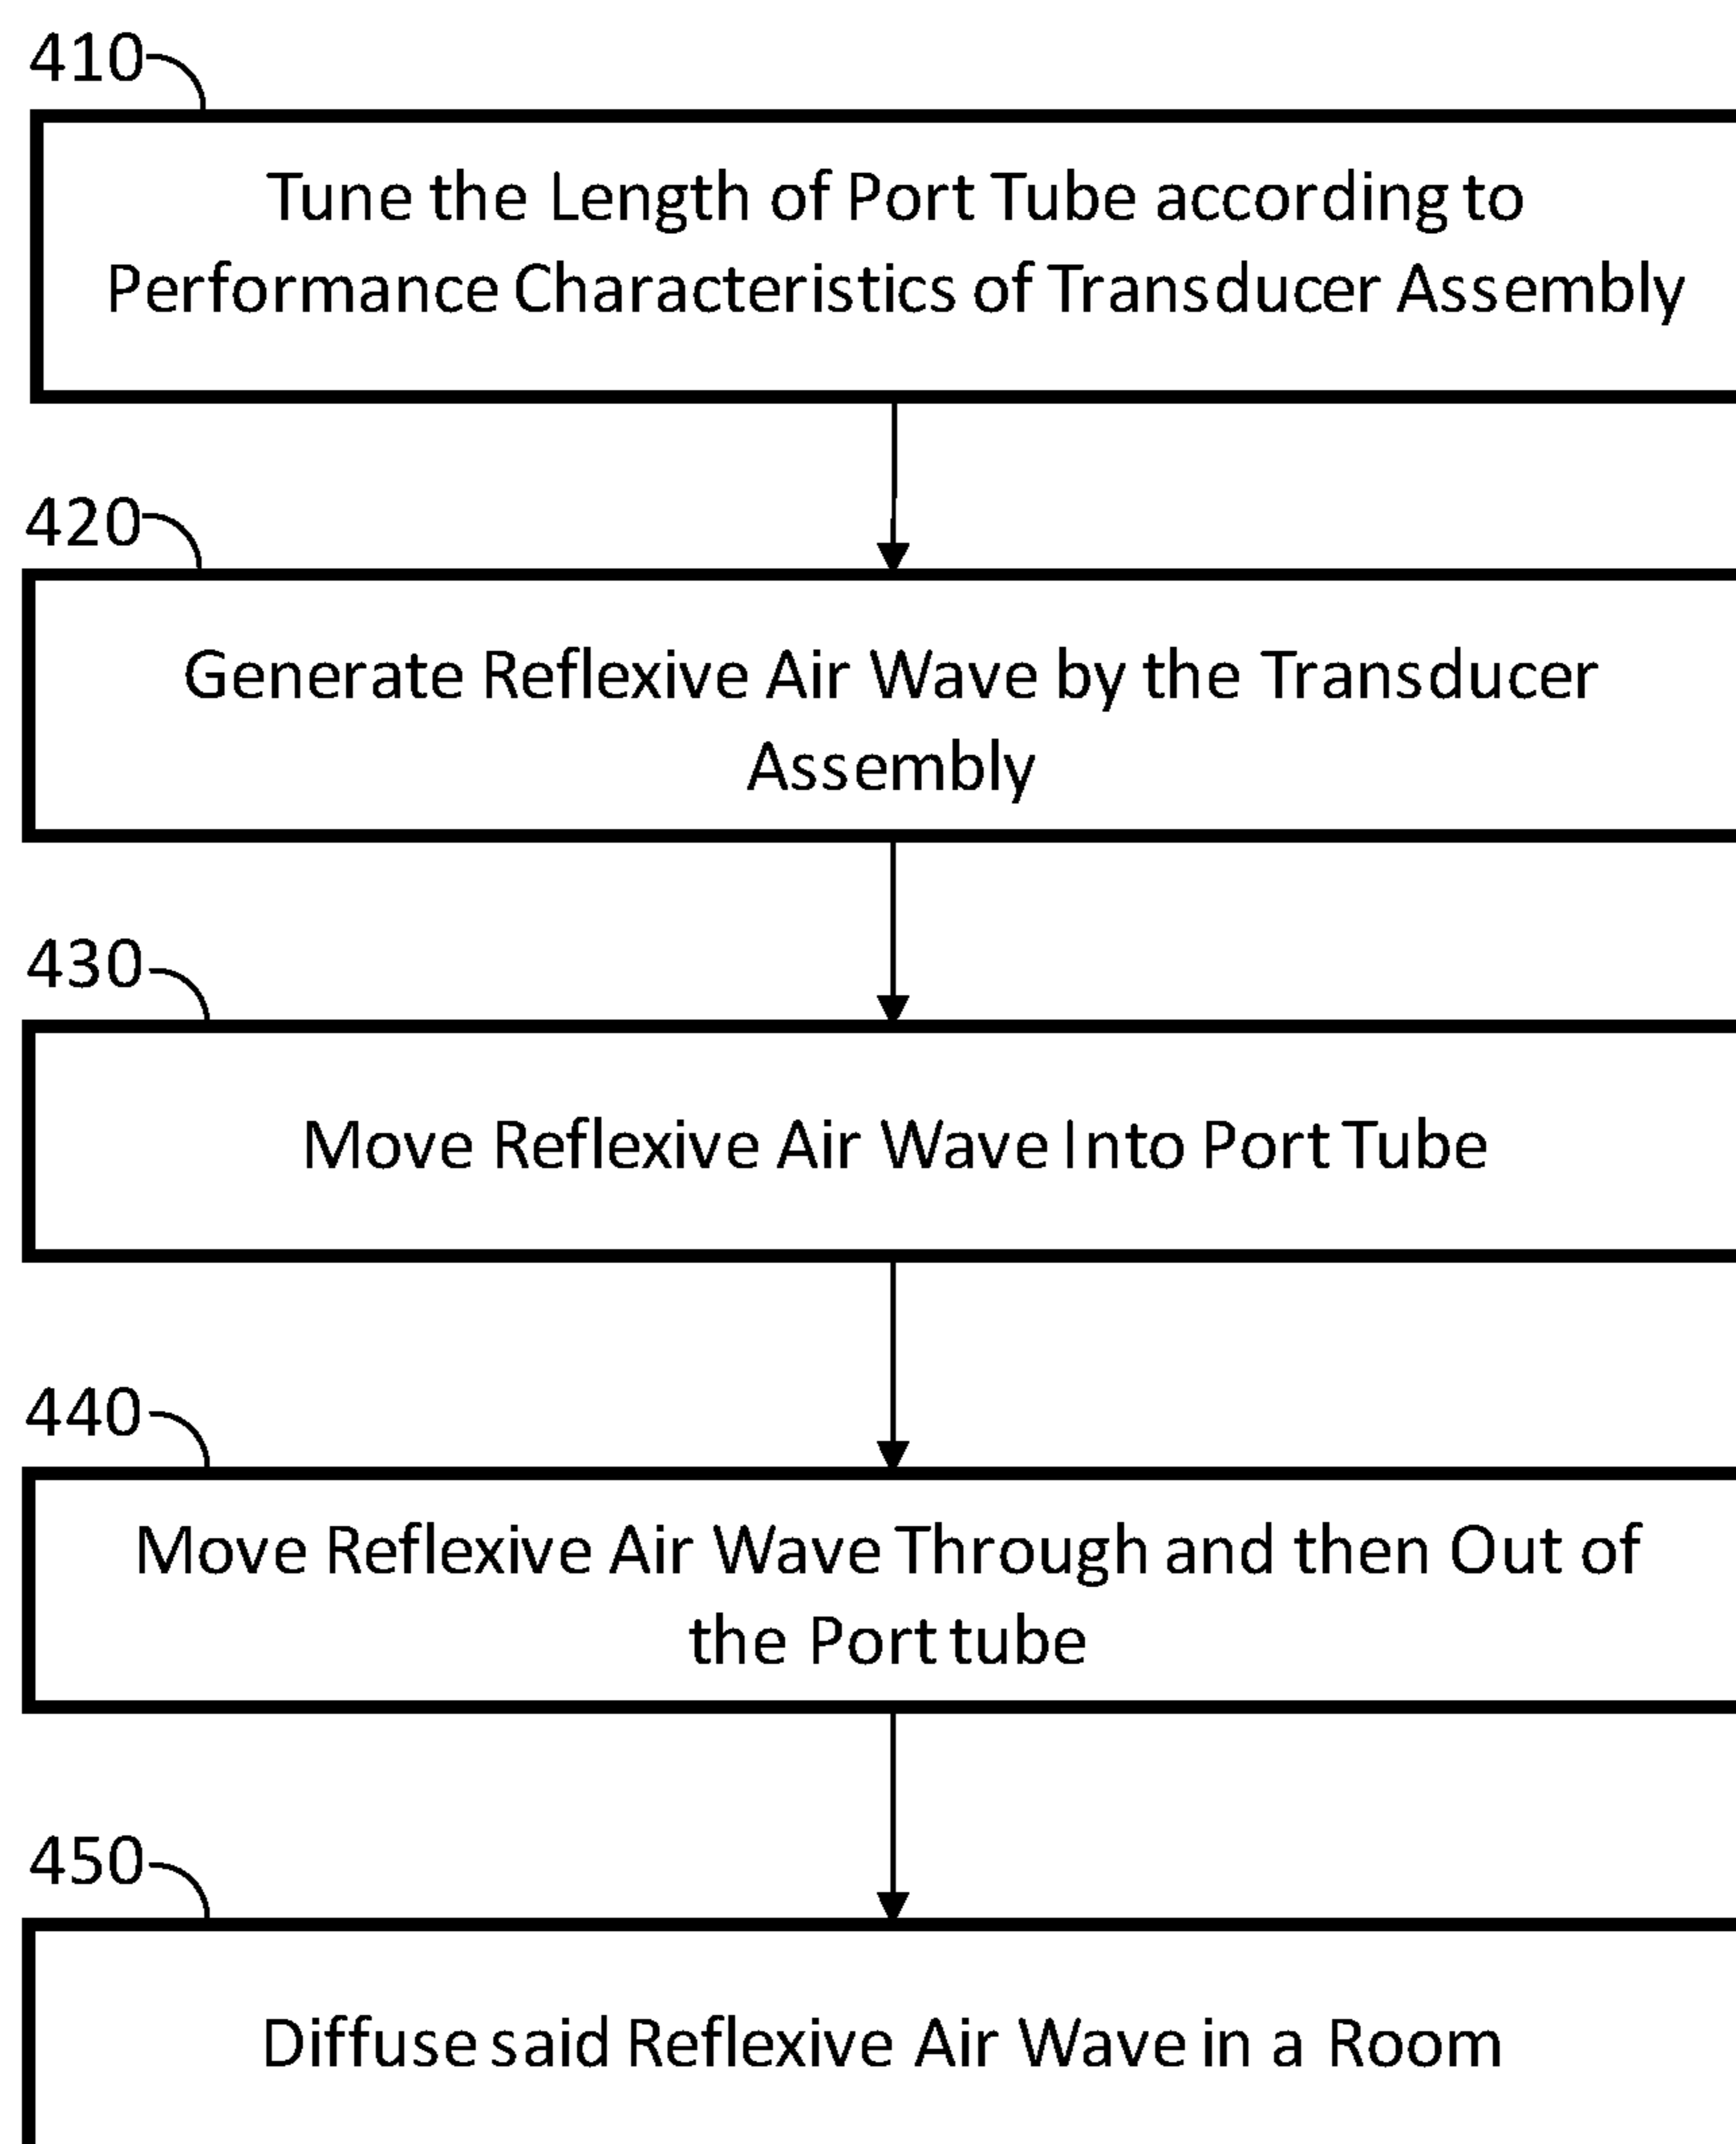 410
Tune the Length of Port Tube according to
Performance Characteristics of Transducer Assembly
420
Generate Reflexive Air Wave by the Transducer
Assembly
430
Move Reflexive Air Wave Into Port Tube
440
Move Reflexive Air Wave Through and then Out of
the Port tube
450
Diffuse said Reflexive Air Wave in a Room